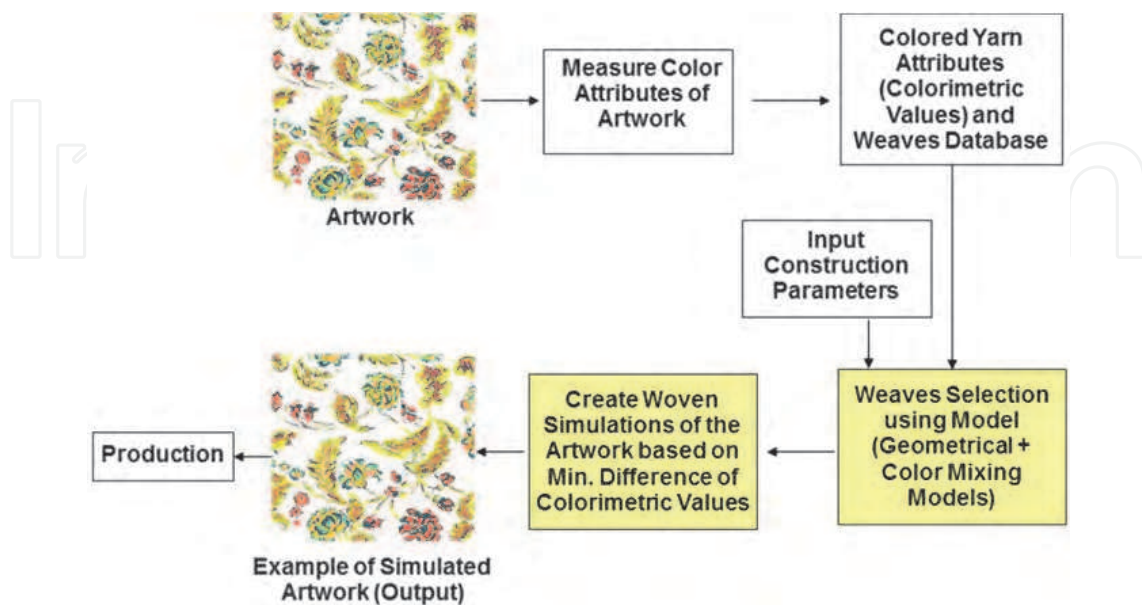 Artwork
Measure Color
Attributes of
Artwork
Colored Yarn
Attributes
(Colorimetric
Values) and
Weaves Database
Input
Construction
Parameters
Weaves Selection
using Model
(Geometrical +
Color Mixing
Models)
Create Woven
Simulations of the
Artwork based on
Min. Difference of
Colorimetric Values
Example of Simulated
Artwork (Output)
Production